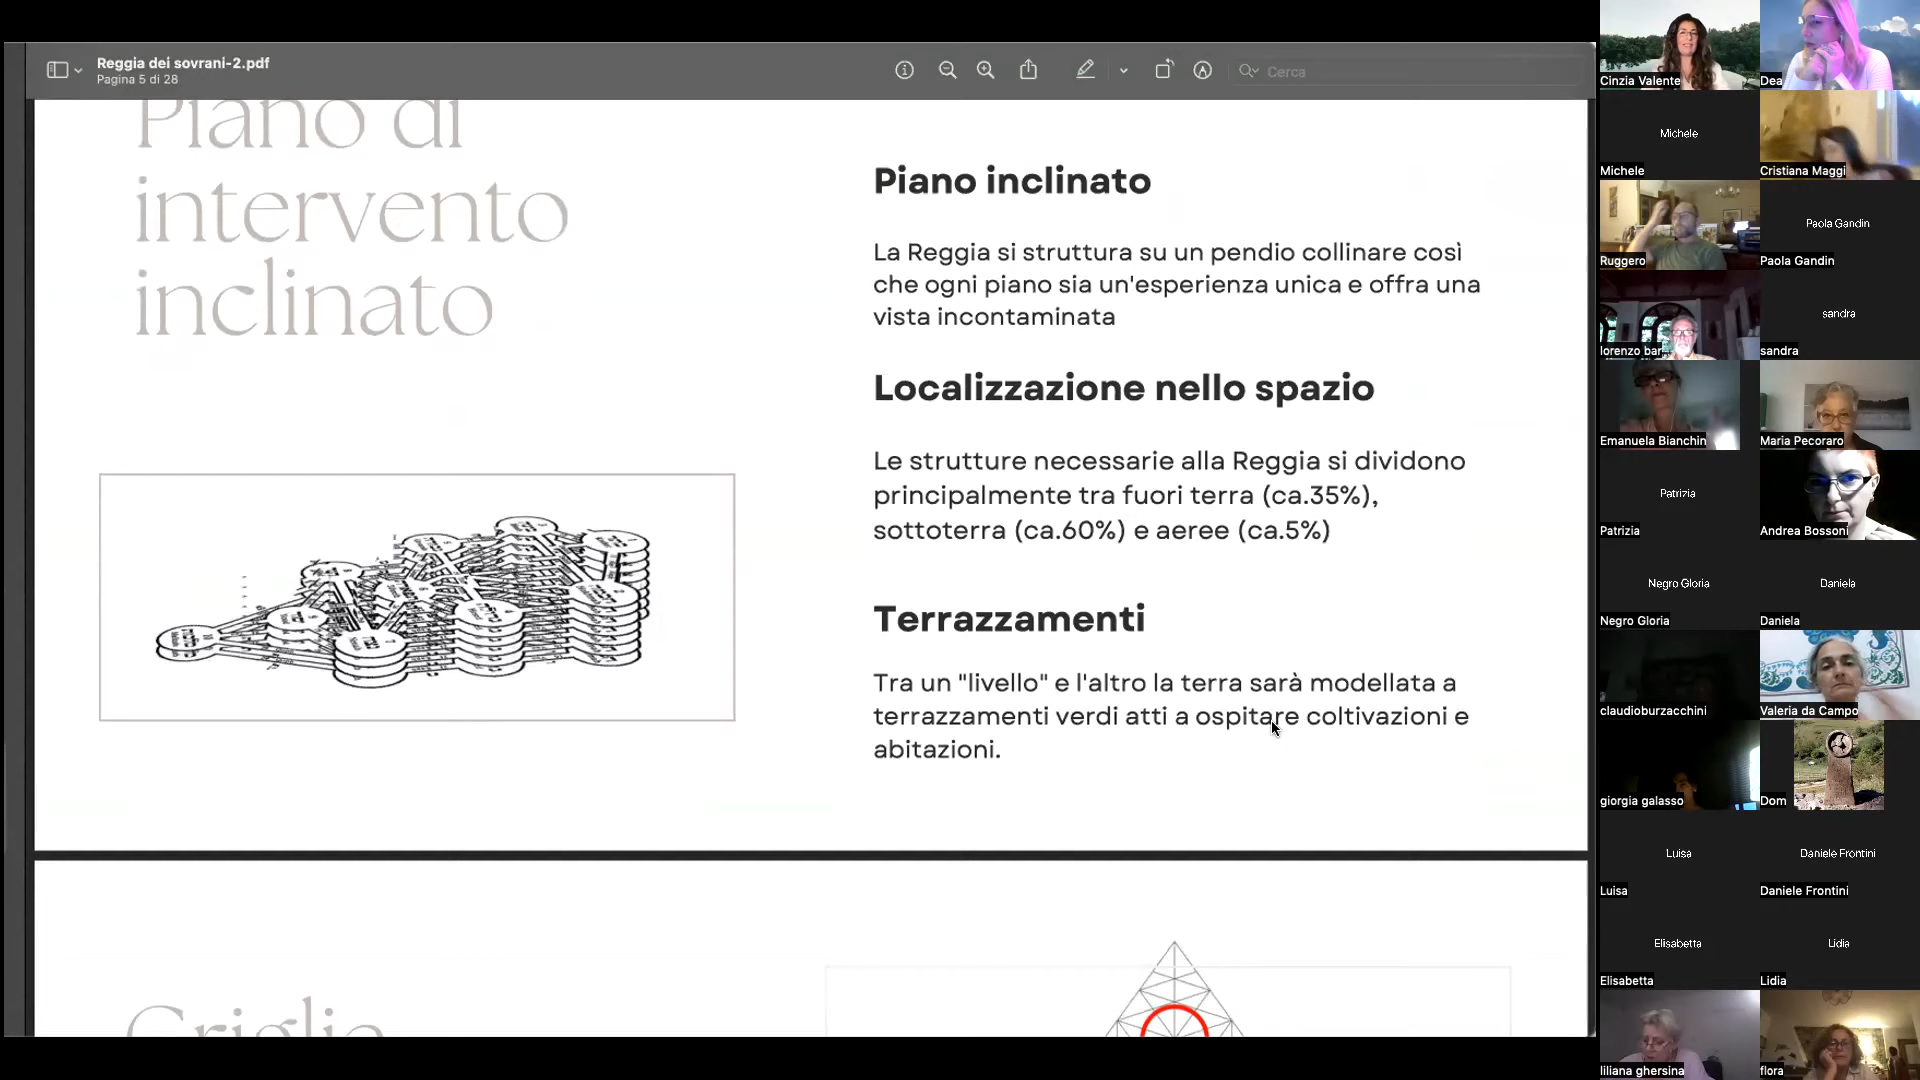 Reggia dei sovrani-2.pdf
Pagina 5 di 28
Cerca
Piano di
intervento
inclinato
Piano inclinato
La Reggia si struttura su un pendio collinare così
che ogni piano sia un'esperienza unica e offra una
vista incontaminata
Localizzazione nello spazio
Le strutture necessarie alla Reggia si dividono
principalmente tra fuori terra (ca.35%),
sottoterra (ca.60%) e aeree (ca.5%)
Terrazzamenti
Tra un "livello" e l'altro la terra sarà modellata a
terrazzamenti verdi atti a ospitare coltivazioni e
abitazioni.
Cinzia Valente
Dea
Michele
Michele
Cristiana Maggi
Ruggero
Paola Gandin
Paola Gandin
lorenzo bar
sandra
sandra
Emanuela Bianchin
Maria Pecoraro
Patrizia
Patrizia
Andrea Bossoni
Negro Gloria
Negro Gloria
Daniela
Daniela
claudioburzacchini
Valeria da Campo
giorgia galasso
Dom
Luisa
Luisa
Daniele Frontini
Daniele Frontini
Elisabetta
Elisabetta
Lidia
Lidia
liliana ghersina
flora